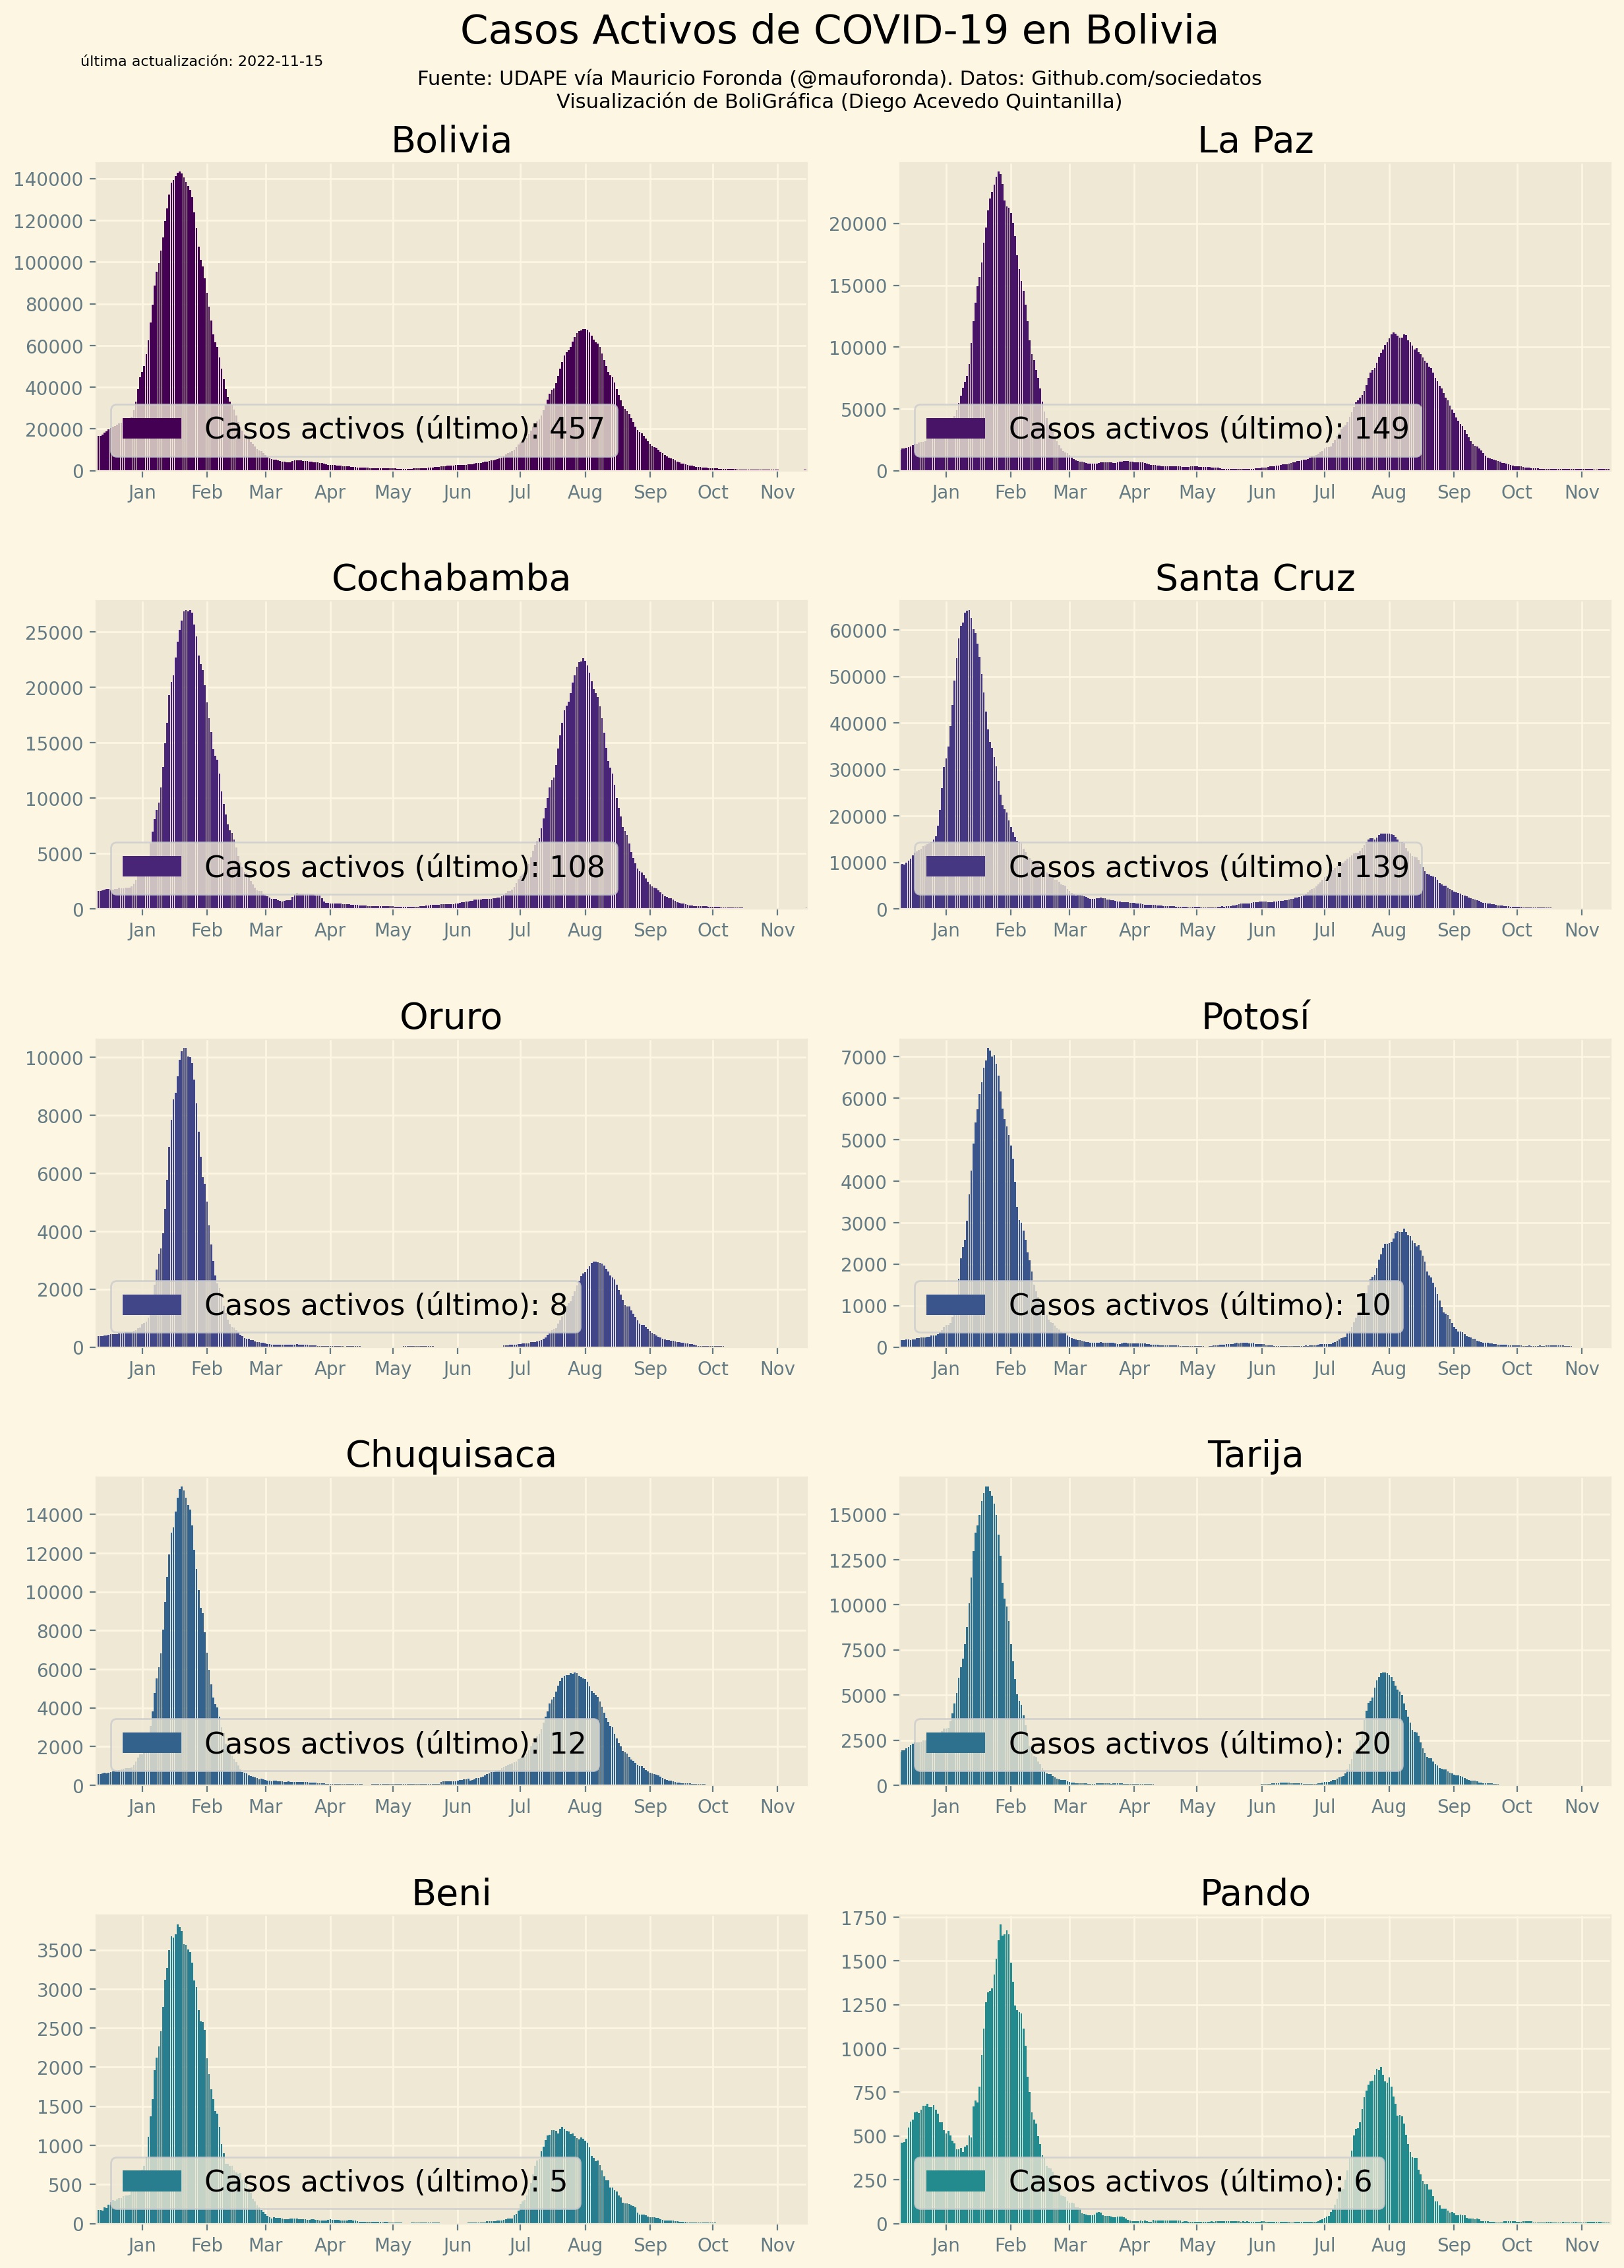 Casos Activos de COVID-19 en Bolivia
última actualización: 2022-11-15
Fuente: UDAPE vía Mauricio Foronda (@mauforonda). Datos: Github.com/sociedatos
Visualización de BoliGráfica (Diego Acevedo Quintanilla)
Bolivia
140000
120000
100000
80000
60000
40000
20000
0
Casos activos (último): 457
Jan Feb Mar Apr May Jun Jul Aug Sep Oct Nov
La Paz
20000
15000
10000
5000
0
Casos activos (último): 149
Jan Feb Mar Apr May Jun Jul Aug Sep Oct Nov
Cochabamba
25000
20000
15000
10000
5000
0
Casos activos (último): 108
Jan Feb Mar Apr May Jun Jul Aug Sep Oct Nov
Santa Cruz
60000
50000
40000
30000
20000
10000
0
Casos activos (último): 139
Jan Feb Mar Apr May Jun Jul Aug Sep Oct Nov
Oruro
10000
8000
6000
4000
2000
0
Casos activos (último): 8
Jan Feb Mar Apr May Jun Jul Aug Sep Oct Nov
Potosí
7000
6000
5000
4000
3000
2000
1000
0
Casos activos (último): 10
Jan Feb Mar Apr May Jun Jul Aug Sep Oct Nov
Chuquisaca
14000
12000
10000
8000
6000
4000
2000
0
Casos activos (último): 12
Jan Feb Mar Apr May Jun Jul Aug Sep Oct Nov
Tarija
15000
12500
10000
7500
5000
2500
0
Casos activos (último): 20
Jan Feb Mar Apr May Jun Jul Aug Sep Oct Nov
Beni
3500
3000
2500
2000
1500
1000
500
0
Casos activos (último): 5
Jan Feb Mar Apr May Jun Jul Aug Sep Oct Nov
Pando
1750
1500
1250
1000
750
500
250
0
Casos activos (último): 6
Jan Feb Mar Apr May Jun Jul Aug Sep Oct Nov